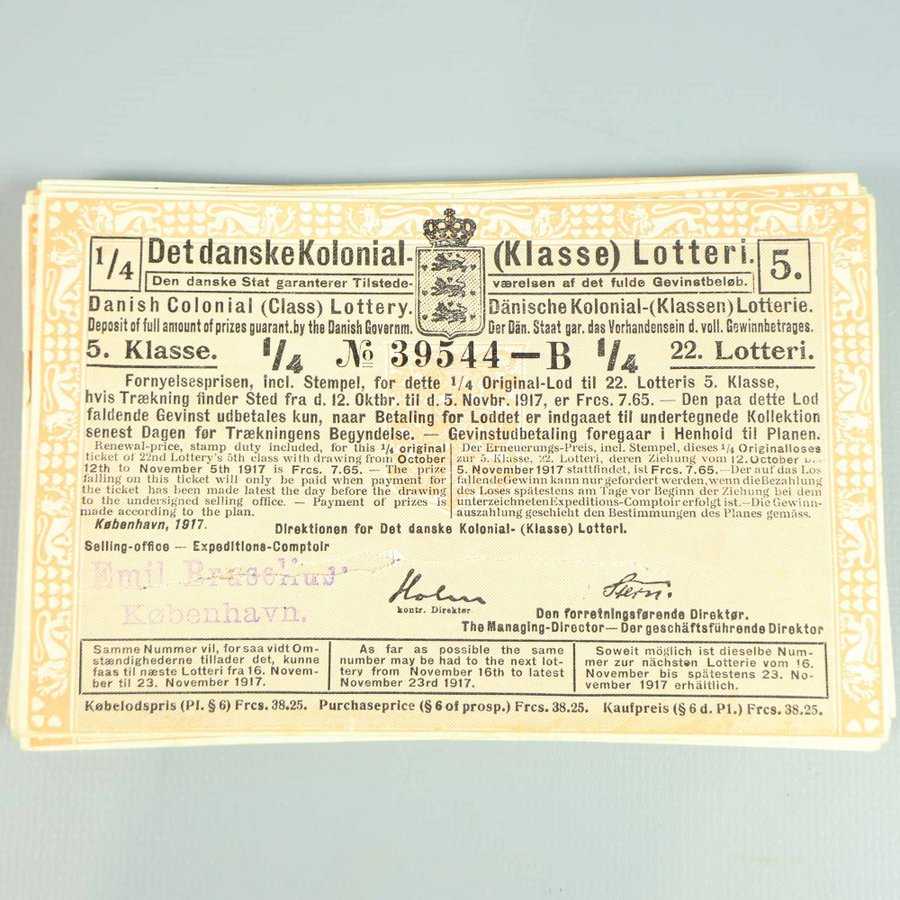 1/4
Det danske Kolonial- (Klasse) Lotteri.
5.
Den danske Stat garanterer Tilstede- værelsen af det fulde Gevinstbeløb.
Danish Colonial (Class) Lottery.
Deposit of full amount of prizes guarant. by the Danish Governm.
Dänische Kolonial-(Klassen) Lotterie.
Der Dän. Staat gar. das Vorhandensein d. voll. Gewinnbetrages.
5. Klasse. 1/4 No 39544—B 1/4 22. Lotteri.
Fornyelsesprisen, incl. Stempel, for dette 1/4 Original-Lod til 22. Lotteris 5. Klasse,
hvis Trækning finder Sted fra d. 12. Oktbr. til d. 5. Novbr. 1917, er Frcs. 7.65. — Den paa dette Lod
faldende Gevinst udbetales kun, naar Betaling for Loddet er indgaaet til undertegnede Kollektion
senest Dagen før Trækningens Begyndelse. — Gevinstudbetaling foregaar i Henhold til Planen.
Renewal-price, stamp duty included, for this 1/4 original
ticket of 22nd Lottery's 5th class with drawing from October
12th to November 5th 1917 is Frcs. 7.65. — The prize
falling on this ticket will only be paid when payment for
the ticket has been made latest the day before the drawing
to the undersigned selling office. — Payment of prizes is
made according to the plan.
Der Erneuerungs-Preis, incl. Stempel, dieses 1/4 Originalloses
zur 5. Klasse, 22. Lotteri, deren Ziehung vom 12. October
5. November 1917 stattfindet, ist Frcs. 7.65.—Der auf das Los
fallende Gewinn kann nur gefordert werden, wenn die Bezahlung
des Loses spätestens am Tage vor Beginn der Ziehung bei dem
unterzeichneten Expeditions-Comptoir erfolgt ist.—Die Gewinn-
auszahlung geschieht den Bestimmungen des Planes gemäss.
København, 1917.
Direktionen for Det danske Kolonial- (Klasse) Lotteri.
Selling-office — Expeditions-Comptoir
Emil
København.
Holm
kontr. Direktør
Stern.
Den forretningsførende Direktør.
The Managing-Director — Der geschäftsführende Direktor
Samme Nummer vil, for saa vidt Om-
stændighederne tillader det, kunne
faas til næste Lotteri fra 16. Novem-
ber til 23. November 1917.
As far as possible the same
number may be had to the next lot-
tery from November 16th to latest
November 23rd 1917.
Soweit möglich ist dieselbe Num-
mer zur nächsten Lotterie vom 16.
November bis spätestens 23. No-
vember 1917 erhältlich.
Købelodspris (Pl. § 6) Frcs. 38.25. Purchaseprice (§ 6 of prosp.) Frcs. 38.25. Kaufpreis (§ 6 d. Pl.) Frcs. 38.25.